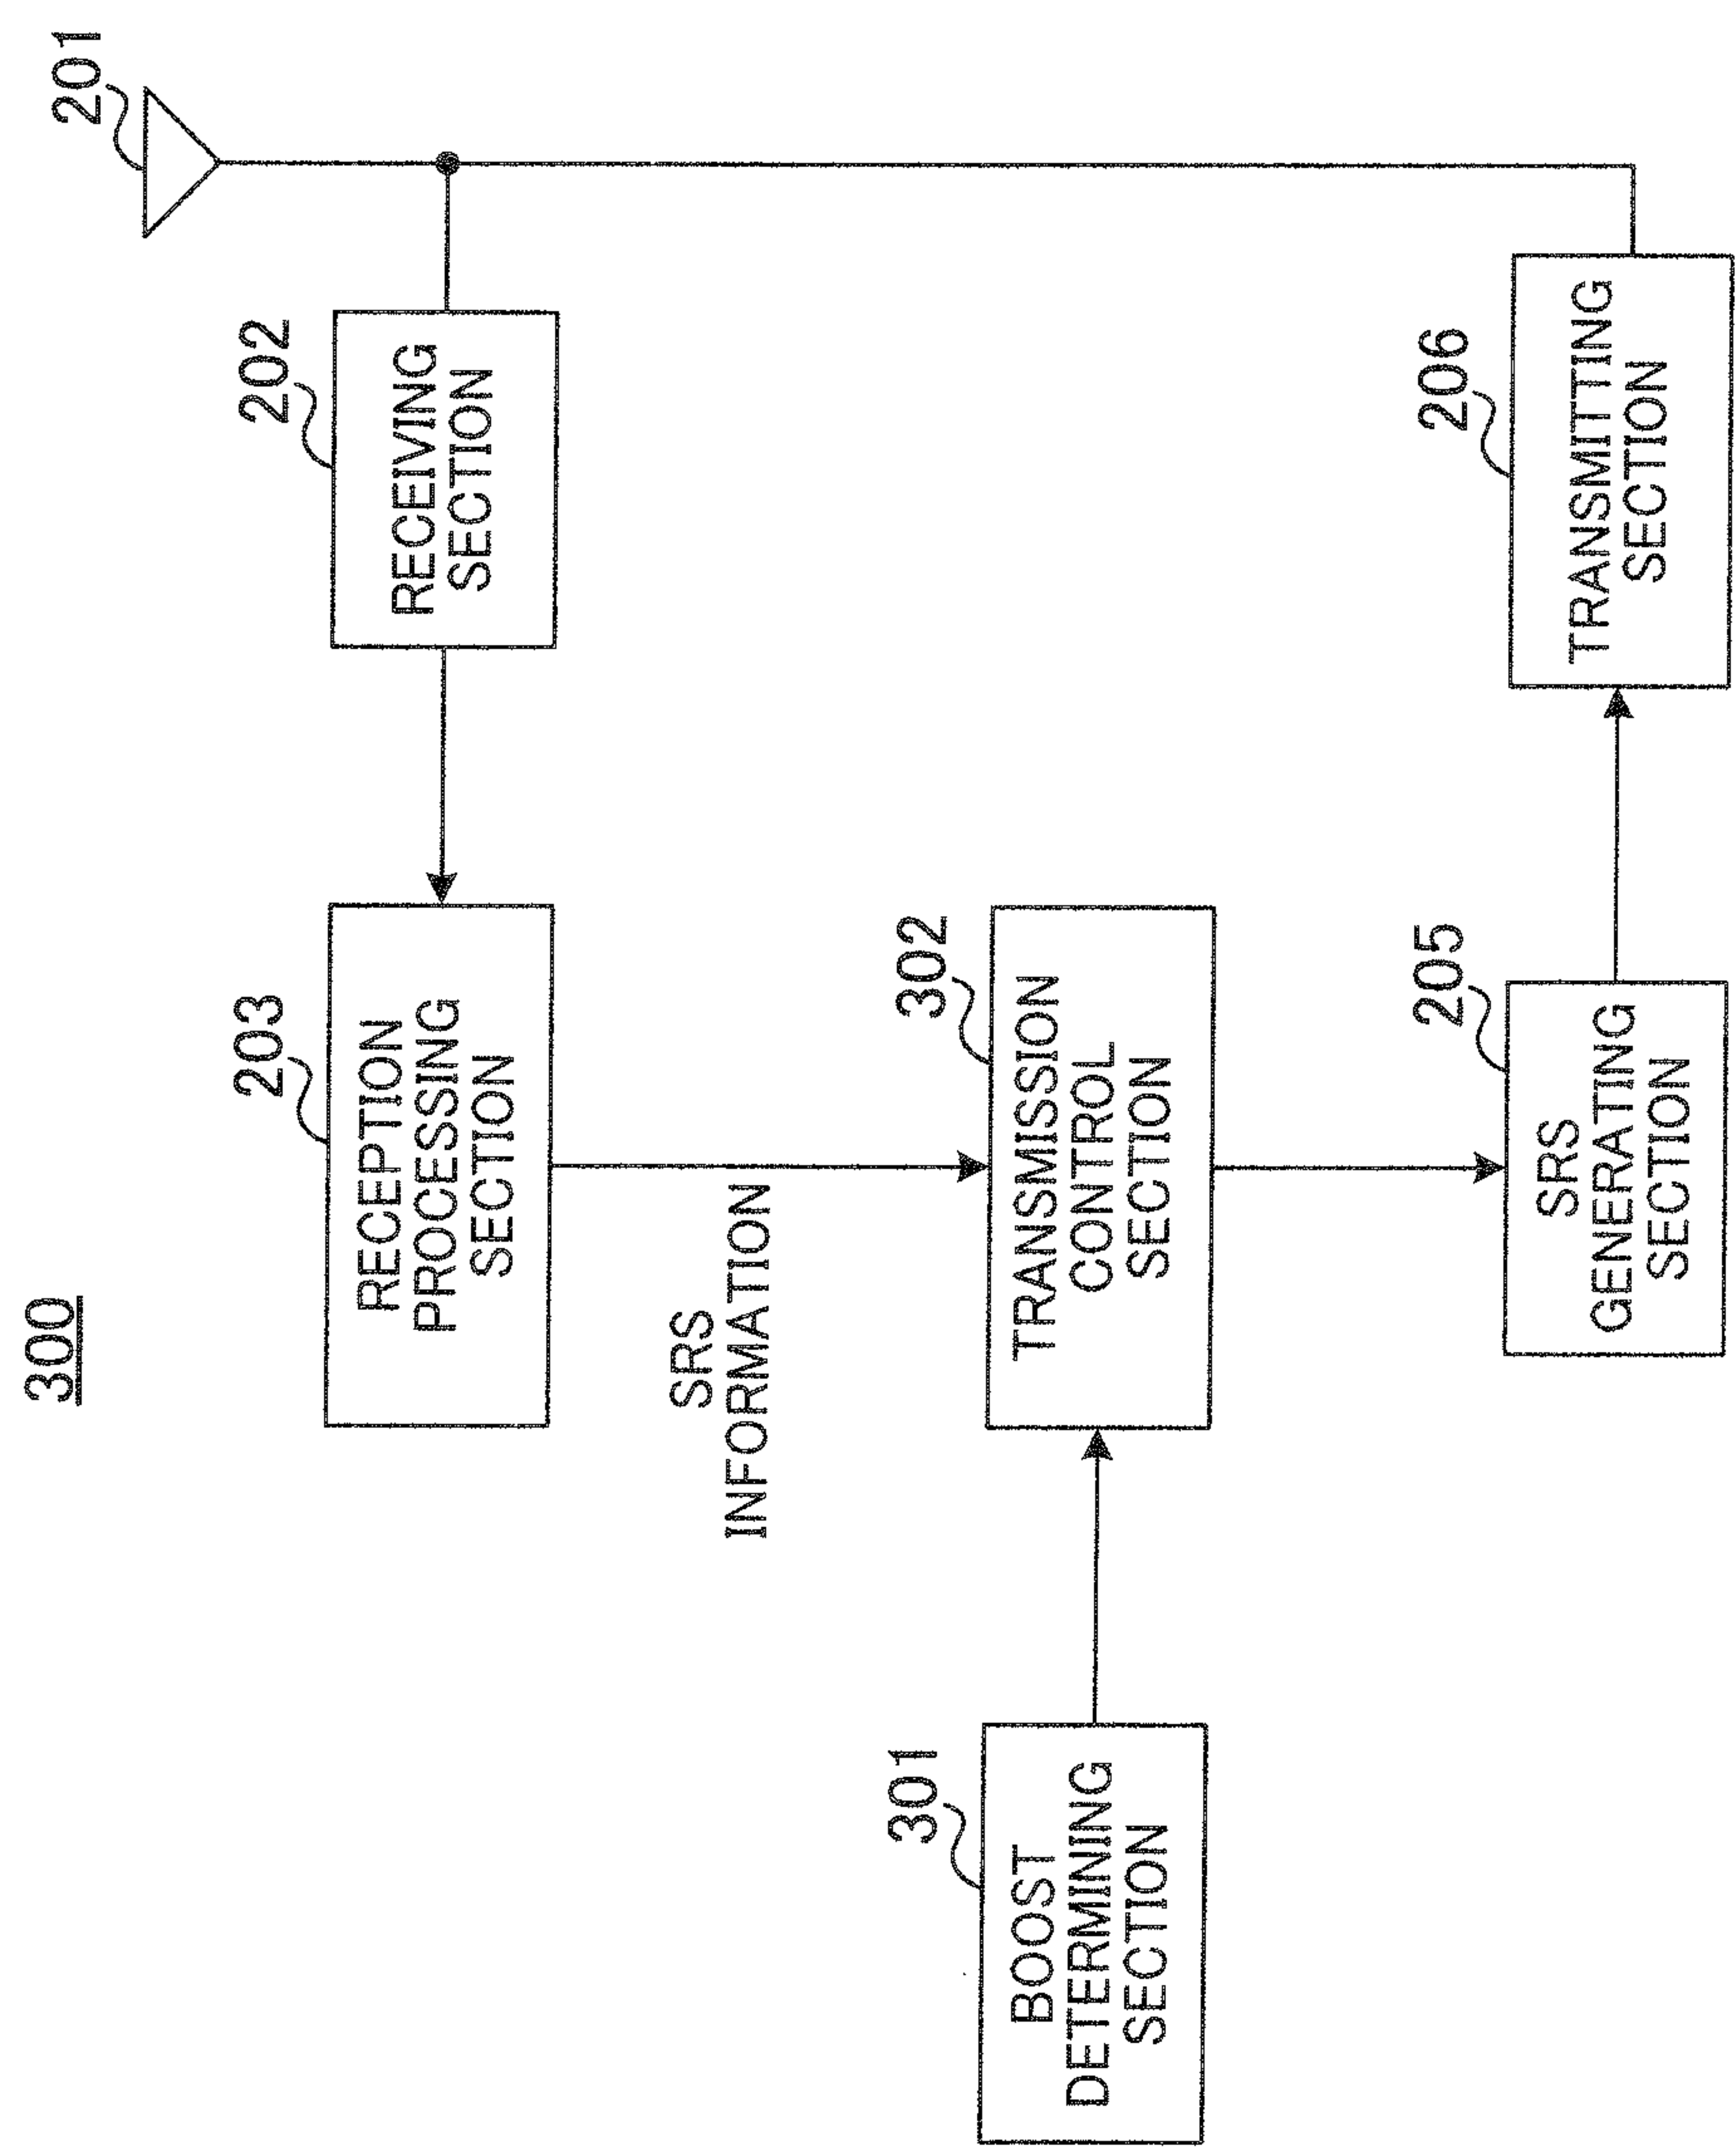 300
201
202
RECEIVING
SECTION
203
RECEPTION
PROCESSING
SECTION
SRS
INFORMATION
301
BOOST
DETERMINING
SECTION
302
TRANSMISSION
CONTROL
SECTION
205
SRS
GENERATING
SECTION
206
TRANSMITTING
SECTION